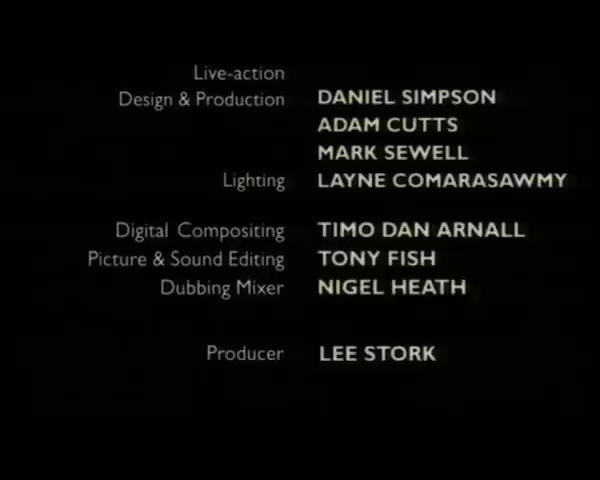 Live-action
Design & Production DANIEL SIMPSON
ADAM CUTTS
MARK SEWELL
Lighting LAYNE COMARASAWMY
Digital Compositing TIMO DAN ARNALL
Picture & Sound Editing TONY FISH
Dubbing Mixer NIGEL HEATH
Producer LEE STORK